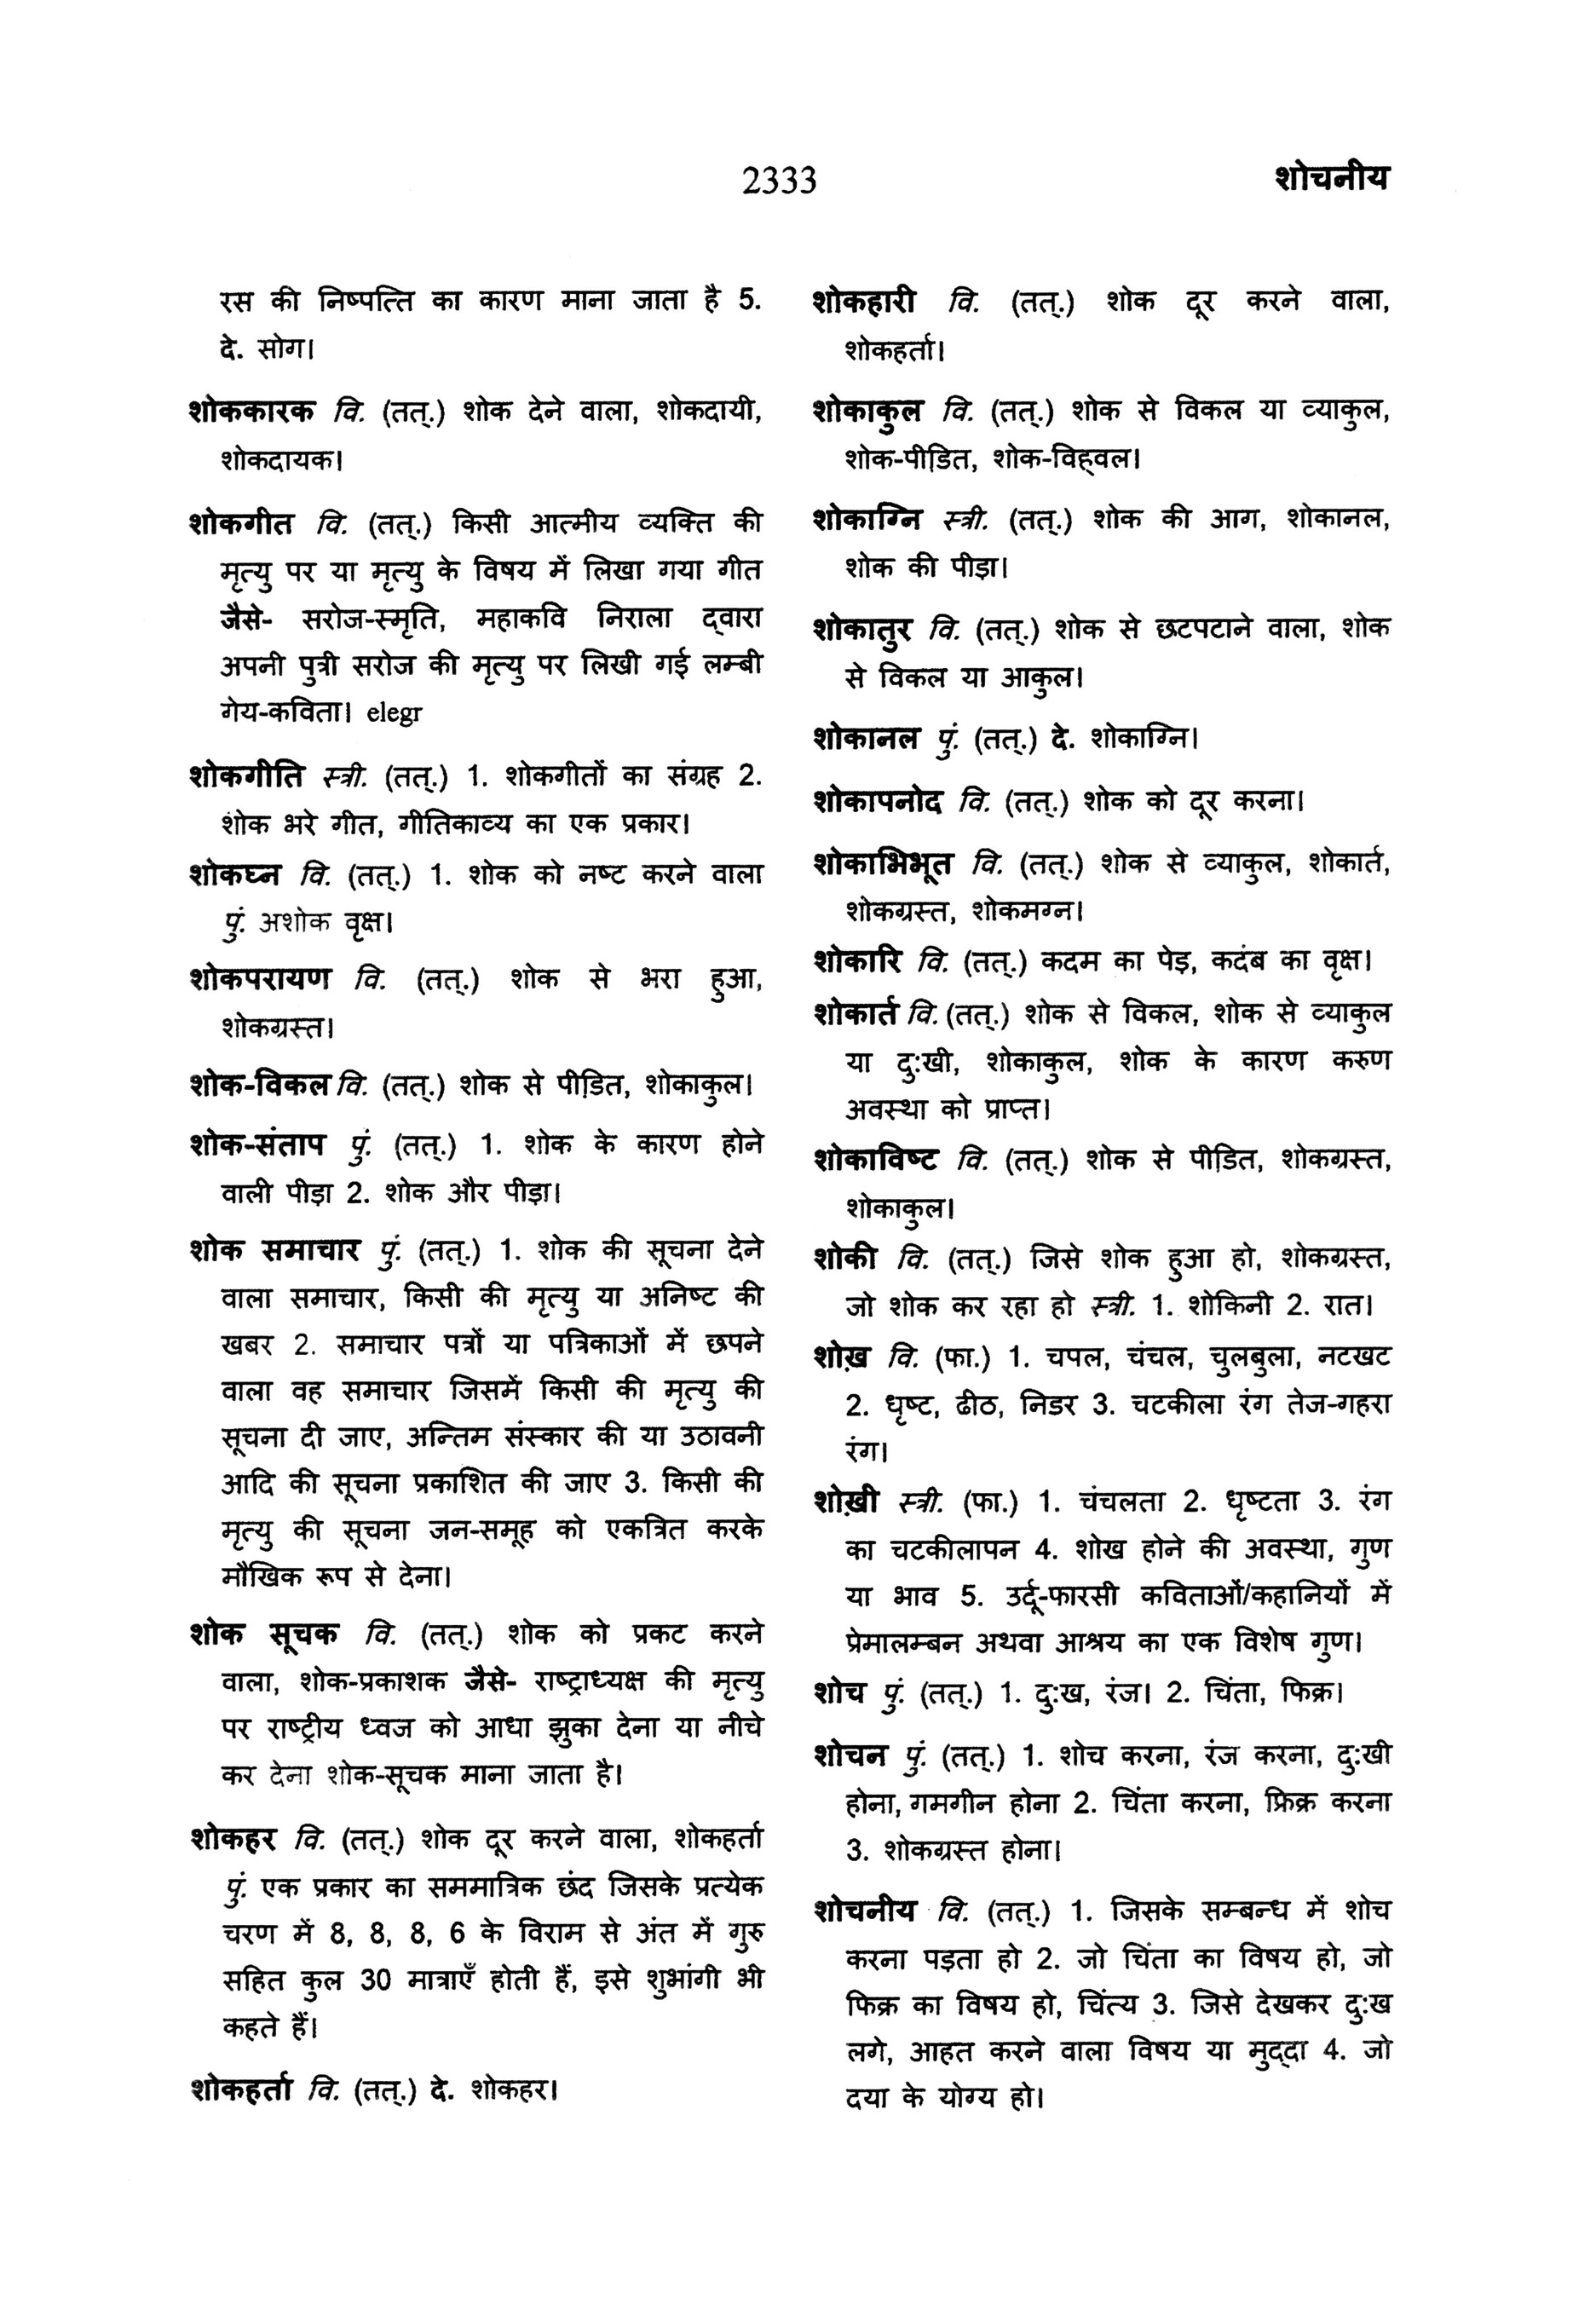 2333
शोचनीय
रस की निष्पत्ति का कारण माना जाता है 5.
दे. सोग।
शोककारक वि. (तत्.) शोक देने वाला, शोकदायी,
शोकदायक।
शोकगीत वि. (तत्.) किसी आत्मीय व्यक्ति की
मृत्यु पर या मृत्यु के विषय में लिखा गया गीत
जैसे- सरोज-स्मृति, महाकवि निराला द्‍वारा
अपनी पुत्री सरोज की मृत्यु पर लिखी गई लम्बी
गेय-कविता। elegr
शोकगीति स्त्री. (तत्.) 1. शोकगीतों का संग्रह 2.
शोक भरे गीत, गीतिकाव्य का एक प्रकार।
शोकघ्न वि. (तत्.) 1. शोक को नष्ट करने वाला
पुं. अशोक वृक्ष।
शोकपरायण वि. (तत्.) शोक से भरा हुआ,
शोकग्रस्त।
शोक-विकल वि. (तत्.) शोक से पीडि़त, शोकाकुल।
शोक-संताप पुं. (तत्.) 1. शोक के कारण होने
वाली पीड़ा 2. शोक और पीड़ा।
शोक समाचार पुं. (तत्.) 1. शोक की सूचना देने
वाला समाचार, किसी की मृत्यु या अनिष्ट की
खबर 2. समाचार पत्रों या पत्रिकाओं में छपने
वाला वह समाचार जिसमें किसी की मृत्यु की
सूचना दी जाए, अन्तिम संस्कार की या उठावनी
आदि की सूचना प्रकाशित की जाए 3. किसी की
मृत्यु की सूचना जन-समूह को एकत्रित करके
मौखिक रूप से देना।
शोक सूचक वि. (तत्.) शोक को प्रकट करने
वाला, शोक-प्रकाशक जैसे- राष्ट्राध्यक्ष की मृत्यु
पर राष्ट्रीय ध्वज को आधा झुका देना या नीचे
कर देना शोक-सूचक माना जाता है।
शोकहर वि. (तत्.) शोक दूर करने वाला, शोकहर्ता
पुं. एक प्रकार का सममात्रिक छंद जिसके प्रत्येक
चरण में 8, 8, 8, 6 के विराम से अंत में गुरु
सहित कुल 30 मात्राएँ होती हैं, इसे शुभांगी भी
कहते हैं।
शोकहर्ता वि. (तत्.) दे. शोकहर।
शोकहारी वि. (तत्.) शोक दूर करने वाला,
शोकहर्ता।
शोकाकुल वि. (तत्.) शोक से विकल या व्याकुल,
शोक-पीडि़त, शोक-विह्‍वल।
शोकाग्नि स्त्री. (तत्.) शोक की आग, शोकानल,
शोक की पीड़ा।
शोकातुर वि. (तत्.) शोक से छटपटाने वाला, शोक
से विकल या आकुल।
शोकानल पुं. (तत्.) दे. शोकाग्नि।
शोकापनोद वि. (तत्.) शोक को दूर करना।
शोकाभिभूत वि. (तत्.) शोक से व्याकुल, शोकार्त,
शोकग्रस्त, शोकमग्न।
शोकारि वि. (तत्.) कदम का पेड़, कदंब का वृक्ष।
शोकार्त वि. (तत्.) शोक से विकल, शोक से व्याकुल
या दुःखी, शोकाकुल, शोक के कारण करुण
अवस्था को प्राप्त।
शोकाविष्ट वि. (तत्.) शोक से पीडि़त, शोकग्रस्त,
शोकाकुल।
शोकी वि. (तत्.) जिसे शोक हुआ हो, शोकग्रस्त,
जो शोक कर रहा हो स्त्री. 1. शोकिनी 2. रात।
शोख़ वि. (फा.) 1. चपल, चंचल, चुलबुला, नटखट
2. धृष्ट, ढीठ, निडर 3. चटकीला रंग तेज-गहरा
रंग।
शोख़ी स्त्री. (फा.) 1. चंचलता 2. धृष्टता 3. रंग
का चटकीलापन 4. शोख होने की अवस्था, गुण
या भाव 5. उर्दू-फारसी कविताओं/कहानियों में
प्रेमालम्बन अथवा आश्रय का एक विशेष गुण।
शोच पुं. (तत्.) 1. दुःख, रंज। 2. चिंता, फिक्र।
शोचन पुं. (तत्.) 1. शोच करना, रंज करना, दुःखी
होना, गमगीन होना 2. चिंता करना, फ्रिक्र करना
3. शोकग्रस्त होना।
शोचनीय वि. (तत्.) 1. जिसके सम्बन्ध में शोच
करना पड़ता हो 2. जो चिंता का विषय हो, जो
फिक्र का विषय हो, चिंत्य 3. जिसे देखकर दुःख
लगे, आहत करने वाला विषय या मुद्‍दा 4. जो
दया के योग्य हो।